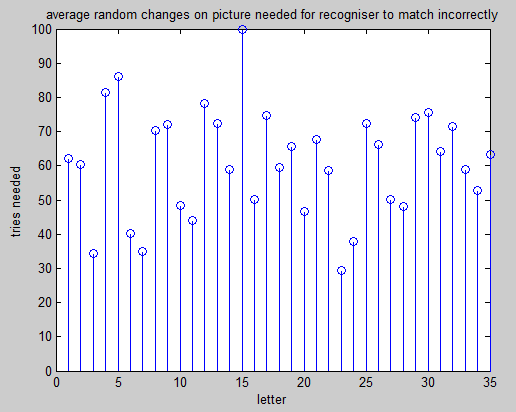 average random changes on picture needed for recogniser to match incorrectly
100
90
80
70
60
50
40
30
20
10
0
tries needed
0 5 10 15 20 25 30 35
letter